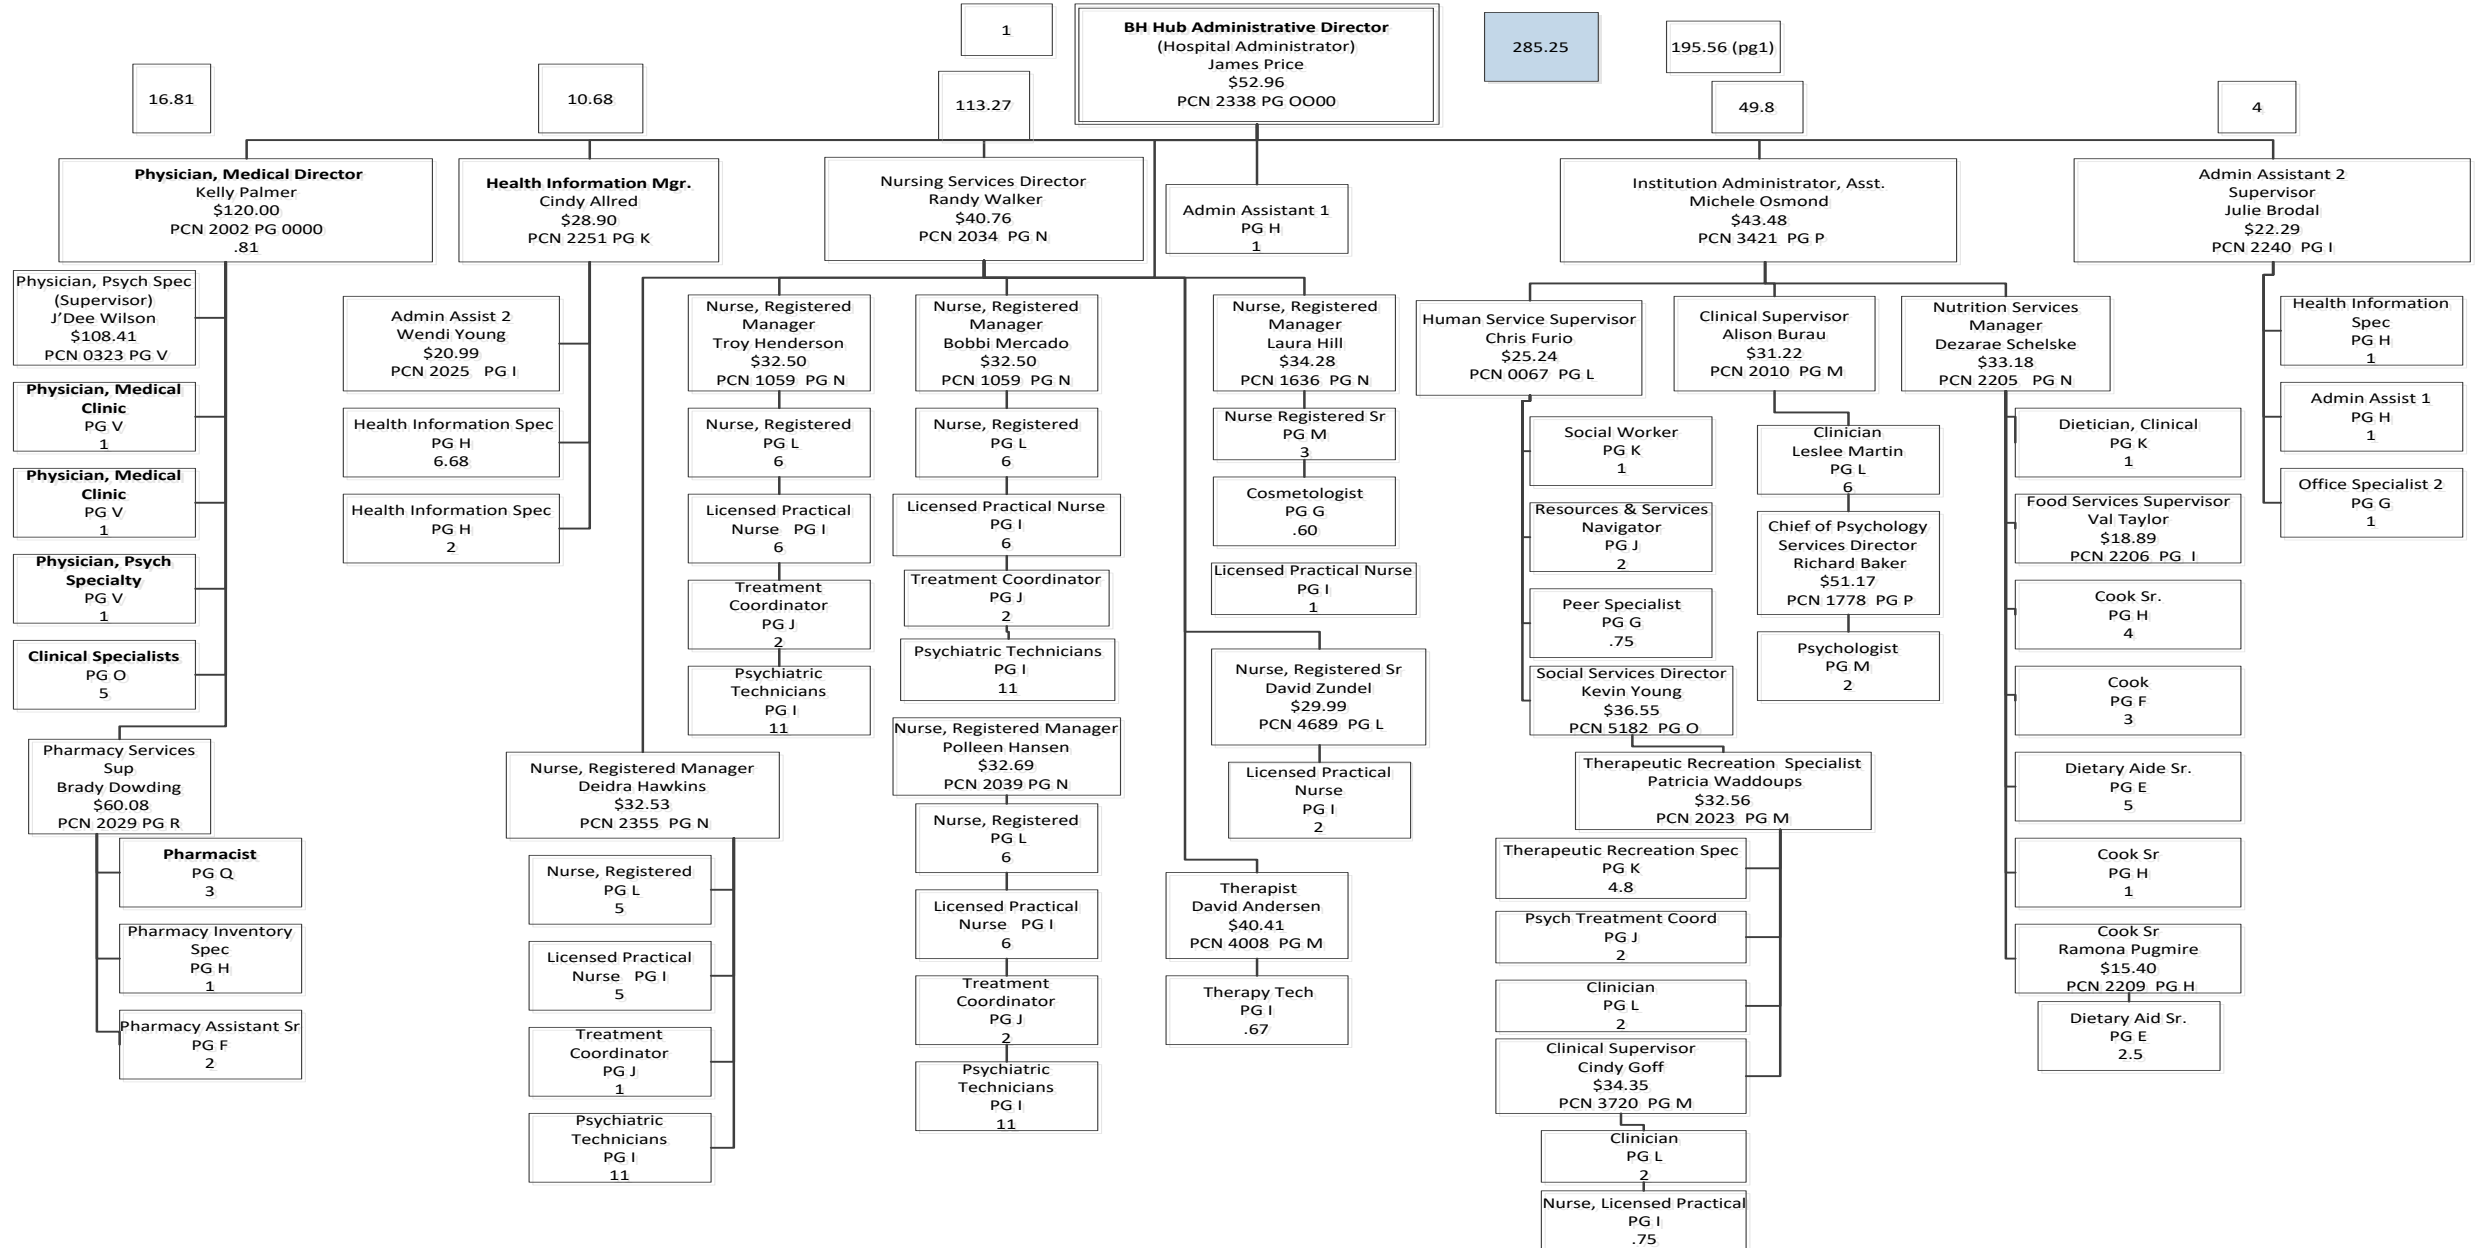 1
BH Hub Administrative Director
(Hospital Administrator)
James Price
$52.96
PCN 2338 PG OO00
285.25
195.56 (pg1)
16.81
10.68
113.27
49.8
4
Physician, Medical Director
Kelly Palmer
$120.00
PCN 2002 PG 0000
.81
Physician, Psych Spec
(Supervisor)
J’Dee Wilson
$108.41
PCN 0323 PG V
Physician, Medical
Clinic
PG V
1
Physician, Medical
Clinic
PG V
1
Physician, Psych
Specialty
PG V
1
Clinical Specialists
PG O
5
Pharmacy Services
Sup
Brady Dowding
$60.08
PCN 2029 PG R
Pharmacist
PG Q
3
Pharmacy Inventory
Spec
PG H
1
Pharmacy Assistant Sr
PG F
2
Health Information Mgr.
Cindy Allred
$28.90
PCN 2251 PG K
Admin Assist 2
Wendi Young
$20.99
PCN 2025 PG I
Health Information Spec
PG H
6.68
Health Information Spec
PG H
2
Nursing Services Director
Randy Walker
$40.76
PCN 2034 PG N
Nurse, Registered
Manager
Troy Henderson
$32.50
PCN 1059 PG N
Nurse, Registered
PG L
6
Licensed Practical
Nurse PG I
6
Treatment
Coordinator
PG J
2
Psychiatric
Technicians
PG I
11
Nurse, Registered Manager
Deidra Hawkins
$32.53
PCN 2355 PG N
Nurse, Registered
PG L
5
Licensed Practical
Nurse PG I
5
Treatment
Coordinator
PG J
1
Psychiatric
Technicians
PG I
11
Nurse, Registered
Manager
Bobbi Mercado
$32.50
PCN 1059 PG N
Nurse, Registered
PG L
6
Licensed Practical Nurse
PG I
6
Treatment Coordinator
PG J
2
Psychiatric Technicians
PG I
11
Nurse, Registered Manager
Polleen Hansen
$32.69
PCN 2039 PG N
Nurse, Registered
PG L
6
Licensed Practical
Nurse PG I
6
Treatment
Coordinator
PG J
2
Psychiatric
Technicians
PG I
11
Admin Assistant 1
PG H
1
Nurse, Registered
Manager
Laura Hill
$34.28
PCN 1636 PG N
Nurse Registered Sr
PG M
3
Cosmetologist
PG G
.60
Licensed Practical Nurse
PG I
1
Nurse, Registered Sr
David Zundel
$29.99
PCN 4689 PG L
Licensed Practical
Nurse
PG I
2
Therapist
David Andersen
$40.41
PCN 4008 PG M
Therapy Tech
PG I
.67
Institution Administrator, Asst.
Michele Osmond
$43.48
PCN 3421 PG P
Human Service Supervisor
Chris Furio
$25.24
PCN 0067 PG L
Social Worker
PG K
1
Resources & Services
Navigator
PG J
2
Peer Specialist
PG G
.75
Social Services Director
Kevin Young
$36.55
PCN 5182 PG O
Therapeutic Recreation Specialist
Patricia Waddoups
$32.56
PCN 2023 PG M
Therapeutic Recreation Spec
PG K
4.8
Psych Treatment Coord
PG J
2
Clinician
PG L
2
Clinical Supervisor
Cindy Goff
$34.35
PCN 3720 PG M
Clinician
PG L
2
Nurse, Licensed Practical
PG I
.75
Clinical Supervisor
Alison Burau
$31.22
PCN 2010 PG M
Clinician
Leslee Martin
PG L
6
Chief of Psychology
Services Director
Richard Baker
$51.17
PCN 1778 PG P
Psychologist
PG M
2
Nutrition Services
Manager
Dezarae Schelske
$33.18
PCN 2205 PG N
Dietician, Clinical
PG K
1
Food Services Supervisor
Val Taylor
$18.89
PCN 2206 PG I
Cook Sr.
PG H
4
Cook
PG F
3
Dietary Aide Sr.
PG E
5
Cook Sr
PG H
1
Cook Sr
Ramona Pugmire
$15.40
PCN 2209 PG H
Dietary Aid Sr.
PG E
2.5
Admin Assistant 2
Supervisor
Julie Brodal
$22.29
PCN 2240 PG I
Health Information
Spec
PG H
1
Admin Assist 1
PG H
1
Office Specialist 2
PG G
1